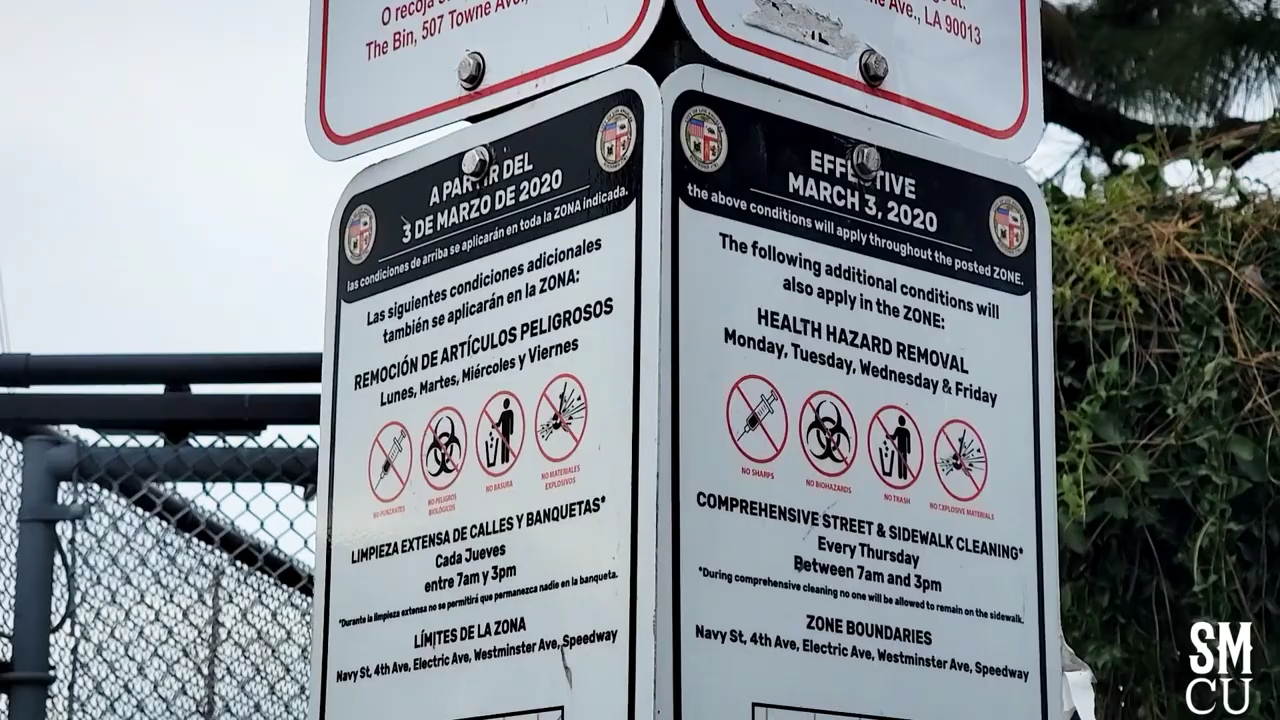 O recoja
The Bin, 507 Towne Ave,
Ave., LA 90013
A PARTIR DEL
3 DE MARZO DE 2020
las condiciones de arriba se aplicarán en toda la ZONA indicada.
Las siguientes condiciones adicionales
también se aplicarán en la ZONA:
REMOCIÓN DE ARTÍCULOS PELIGROSOS
Lunes, Martes, Miércoles y Viernes
NO PUNZANTES
NO PELIGROS
BIOLÓGICOS
NO BASURA
NO MATERIALES
EXPLOSIVOS
LIMPIEZA EXTENSA DE CALLES Y BANQUETAS*
Cada Jueves
entre 7am y 3pm
*Durante la limpieza extensa no se permitirá que permanezca nadie en la banqueta.
LÍMITES DE LA ZONA
Navy St, 4th Ave, Electric Ave, Westminster Ave, Speedway
EFFECTIVE
MARCH 3, 2020
the above conditions will apply throughout the posted ZONE.
The following additional conditions will
also apply in the ZONE:
HEALTH HAZARD REMOVAL
Monday, Tuesday, Wednesday & Friday
NO SHARPS
NO BIOHAZARDS
NO TRASH
NO EXPLOSIVE MATERIALS
COMPREHENSIVE STREET & SIDEWALK CLEANING*
Every Thursday
Between 7am and 3pm
*During comprehensive cleaning no one will be allowed to remain on the sidewalk.
ZONE BOUNDARIES
Navy St, 4th Ave, Electric Ave, Westminster Ave, Speedway
SM
CU